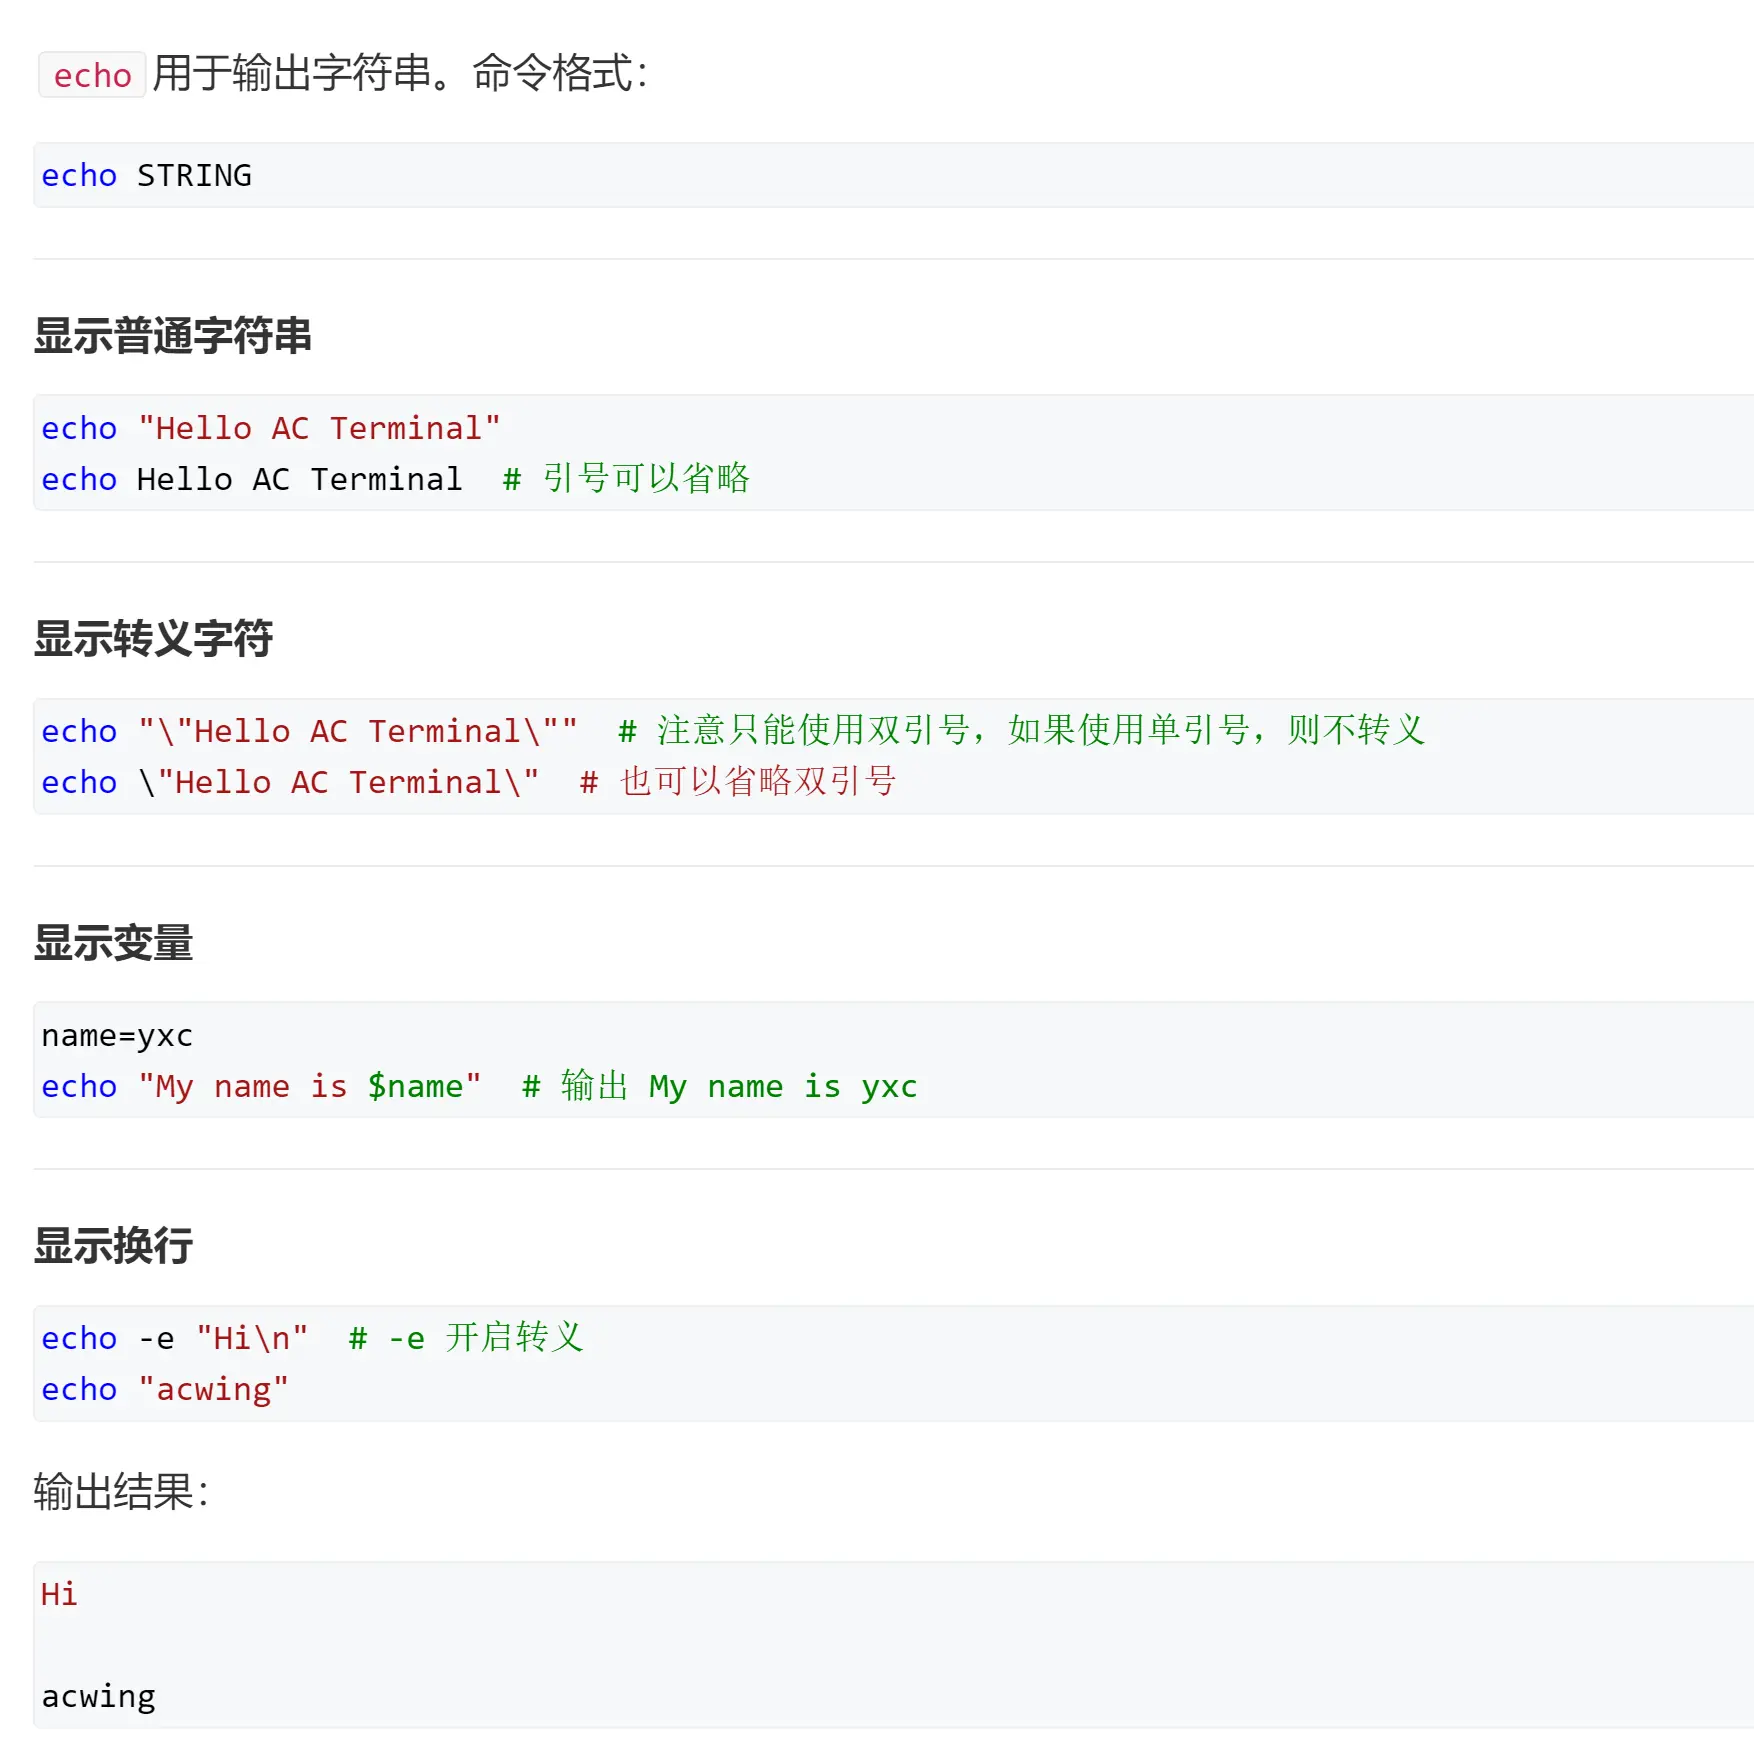 echo 用于输出字符串。命令格式：
echo STRING
显示普通字符串
echo "Hello AC Terminal"
echo Hello AC Terminal  # 引号可以省略
显示转义字符
echo "\"Hello AC Terminal\""  # 注意只能使用双引号，如果使用单引号，则不转义
echo \"Hello AC Terminal\"  # 也可以省略双引号
显示变量
name=yxc
echo "My name is $name"  # 输出 My name is yxc
显示换行
echo -e "Hi\n"  # -e 开启转义
echo "acwing"
输出结果：
Hi
acwing